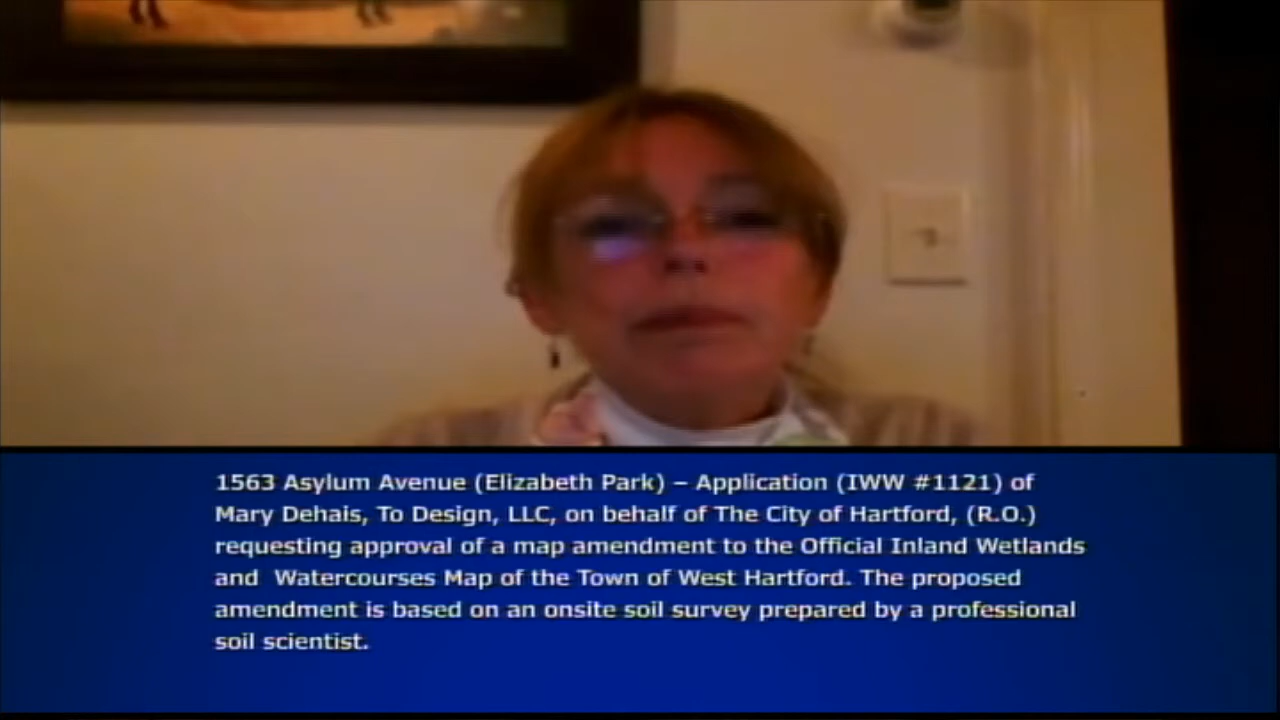 1563 Asylum Avenue (Elizabeth Park) – Application (IWW #1121) of
Mary Dehais, To Design, LLC, on behalf of The City of Hartford, (R.O.)
requesting approval of a map amendment to the Official Inland Wetlands
and  Watercourses Map of the Town of West Hartford. The proposed
amendment is based on an onsite soil survey prepared by a professional
soil scientist.